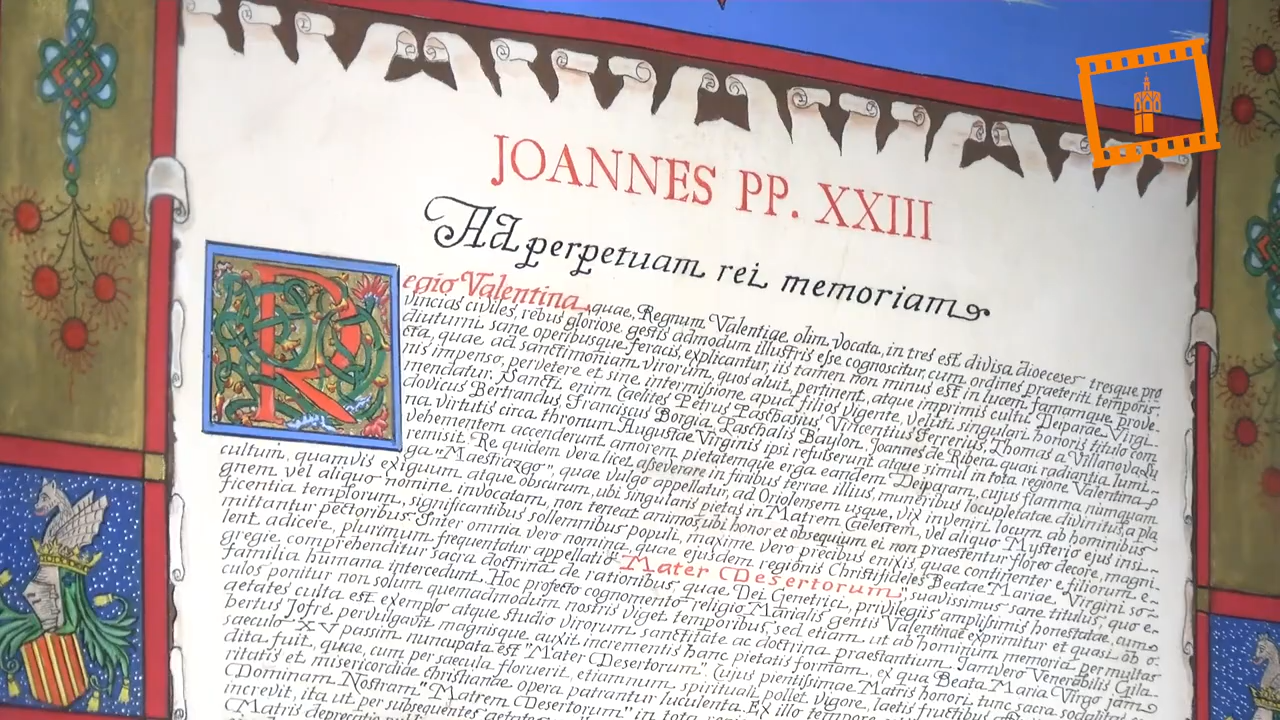 JOANNES PP. XXIII
Ad perpetuam rei memoriam
Regio Valentina, quae, Regnum Valentiae olim vocata, in tres est divisa dioeceses tresque pro
vincias civiles, rebus gloriose gestis admodum illustris esse cognoscitur, cum ordines praeteriti temporis,
diuturni sane operibusque feracis, explicantur, iis tamen non minus est in lucem famamque prove
cta, quae ad sanctimoniam virorum, quos aluit, pertinent, atque imprimis cultui Deiparae Virgi
nis impenso, pervetere et sine intermissione apud filios vigente, veluti singulari honoris titulo com
mendatur. Sancti enim Caelites Petrus Paschasius, Vincentius Ferrerius, Thomas a Villanova, Lu
dovicus Bertrandus, Franciscus Borgia, Paschalis Baylon, Joannes de Ribera, quasi radiantia lumi
na virtutis circa thronum Augustae Virginis ipsi refulserunt atque simul in tota regione Valentina
vehementem accenderunt amorem pietatemque erga eandem Deiparam, cujus flamma numquam
remisit. Re quidem vera licet asseverare in finibus terrae illius muneribus locupletatae divinitus, a pla
ga "Maestrazgo", quae vulgo appellatur, ad Oriolensem usque, vix inveniri locum ab hominibus
cultum, quamvis exiguum atque obscurum, ubi singularis pietas in Matrem Caelestem, vel aliquo Mysterio ejus insi
gnem vel aliquo nomine invocatam, non teneat animos, ubi honor et obsequium ei non praestentur floreo decore, magni
ficentia templorum, significantibus sollemnibus populi, maxime vero precibus enixis, quae continenter e filiorum
mittantur pectoribus. Inter omnia vero nomina, quae ejusdem regionis Christifideles Beatae Mariae Virgini so
lent adicere, plurimum frequentatur appellatio "Mater Desertorum", suavissimus sane titulus, quo e
gregie comprehenditur sacra doctrina de rationibus, quae Dei Genetrici, privilegiis amplissimis honestatae, cum
familia humana intercedunt. Hoc profecto cognomento religio Marialis gentis Valentinae exprimitur et quasi ab o
culos ponitur non solum, quemadmodum nostris viget temporibus, sed etiam ut ab hominum memoria per multas
aetates culta est exemplo atque studio virorum sanctitate ac doctrina praestantium. Jamvero Venerabilis Gila
bertus Jofré, pervulgavit magnisque auxit incrementis hanc pietatis formam, ex qua Beata Maria Virgo jam
saeculo XV passim nuncupata est "Mater Desertorum". Cujus pientissimae Matris honori, tunc sacra sodalitas
dita fuit, quae, cum per saecula floruerit, etiamnum spirituali pollet vigore, laetis fructibus
ritatis et misericordiae christianae opera patrantur luculenta. Ex illo tempore
Dominam Nostram "Matrem Desertorum" in tota
increvit, ita ut per subsequentes aetates
Matris deprecatio